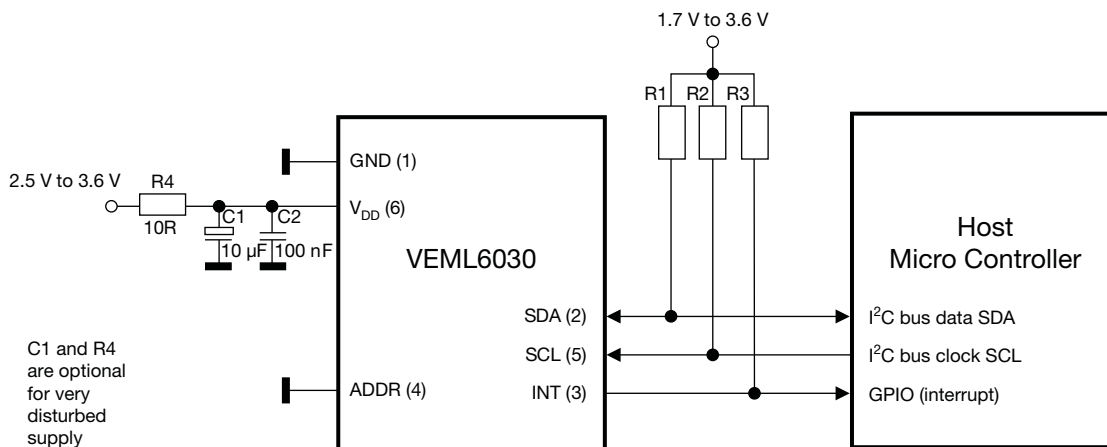 1.7 V to 3.6 V
R1 R2 R3
GND (1)
2.5 V to 3.6 V
R4
10R
C1
10 µF
C2
100 nF
V_DD (6)
VEML6030
Host
Micro Controller
SDA (2)
I²C bus data SDA
SCL (5)
I²C bus clock SCL
ADDR (4)
INT (3)
GPIO (interrupt)
C1 and R4
are optional
for very
disturbed
supply